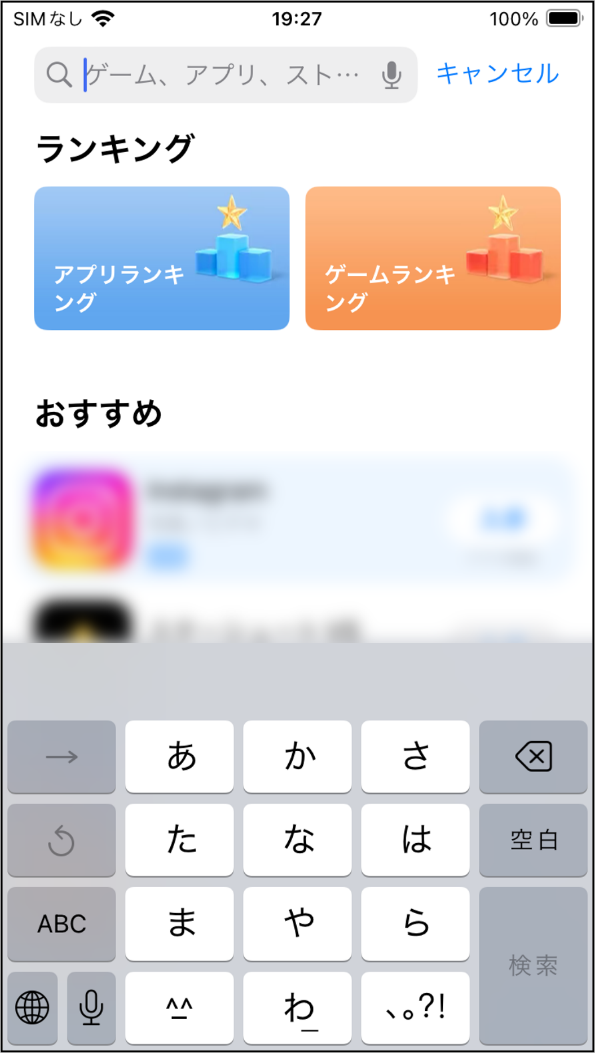 SIMなし 19:27 100%
ゲーム、アプリ、スト… キャンセル
ランキング
アプリランキ
ング
ゲームランキ
ング
おすすめ
Instagram
→ あ か さ
た な は 空白
ABC ま や ら
検索
^^ わ_ 、。?!